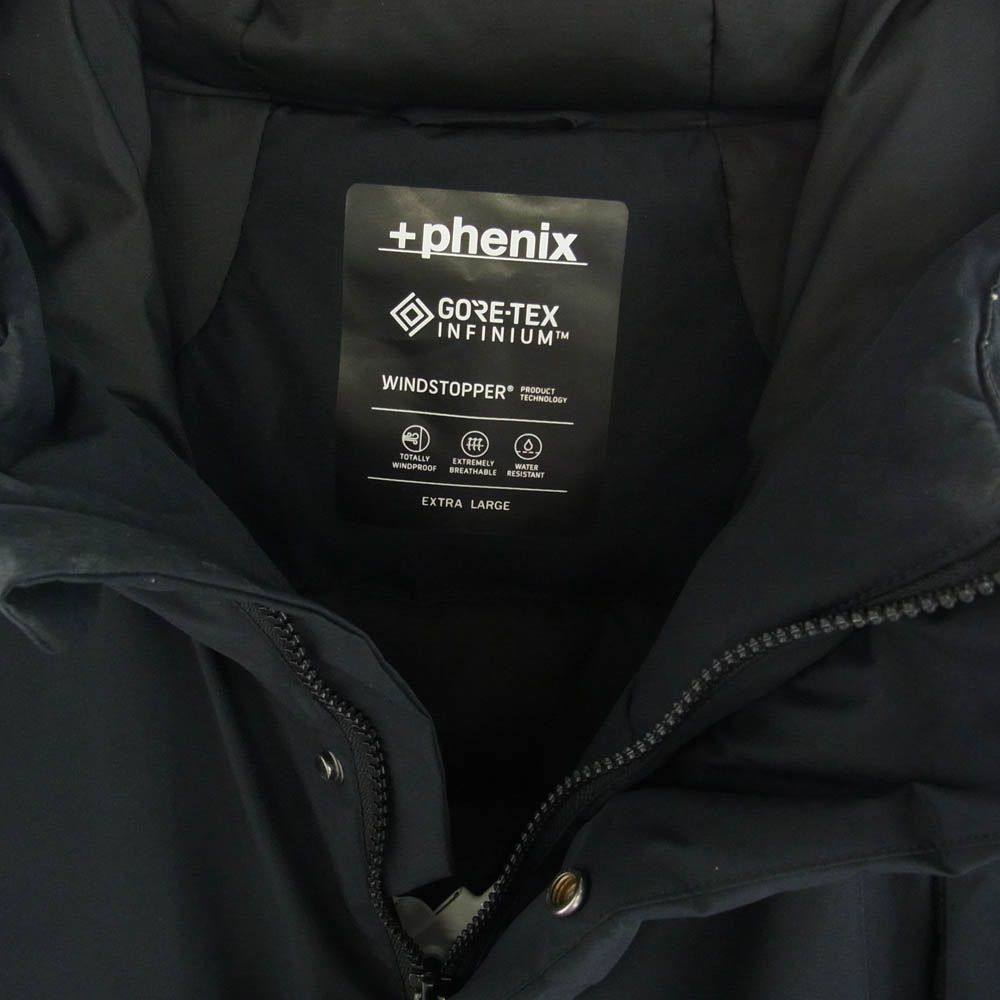 +phenix
GORE-TEX
INFINIUM™
WINDSTOPPER® PRODUCT TECHNOLOGY
TOTALLY WINDPROOF
EXTREMELY BREATHABLE
WATER RESISTANT
EXTRA LARGE